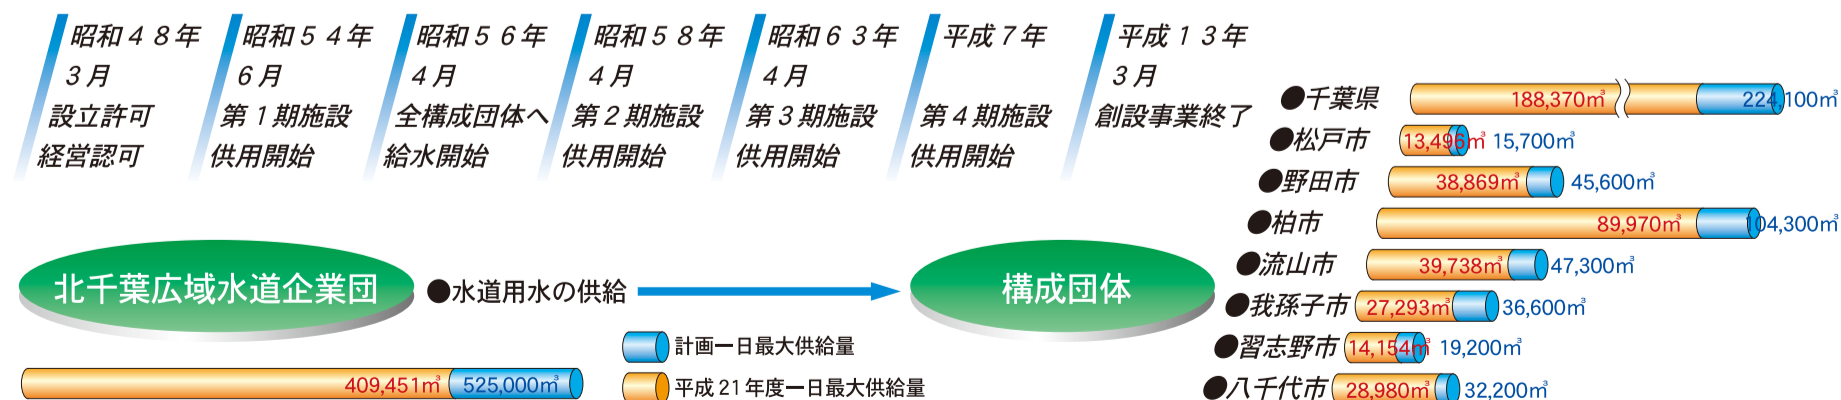 昭和４８年
３月
設立許可
経営認可
昭和５４年
６月
第１期施設
供用開始
昭和５６年
４月
全構成団体へ
給水開始
昭和５８年
４月
第２期施設
供用開始
昭和６３年
４月
第３期施設
供用開始
平成７年
第４期施設
供用開始
平成１３年
３月
創設事業終了
北千葉広域水道企業団
●水道用水の供給
構成団体
計画一日最大供給量
平成21年度一日最大供給量
409,451㎥ 525,000㎥
●千葉県 188,370㎥ 224,100㎥
●松戸市 13,496㎥ 15,700㎥
●野田市 38,869㎥ 45,600㎥
●柏市 89,970㎥ 104,300㎥
●流山市 39,738㎥ 47,300㎥
●我孫子市 27,293㎥ 36,600㎥
●習志野市 14,154㎥ 19,200㎥
●八千代市 28,980㎥ 32,200㎥